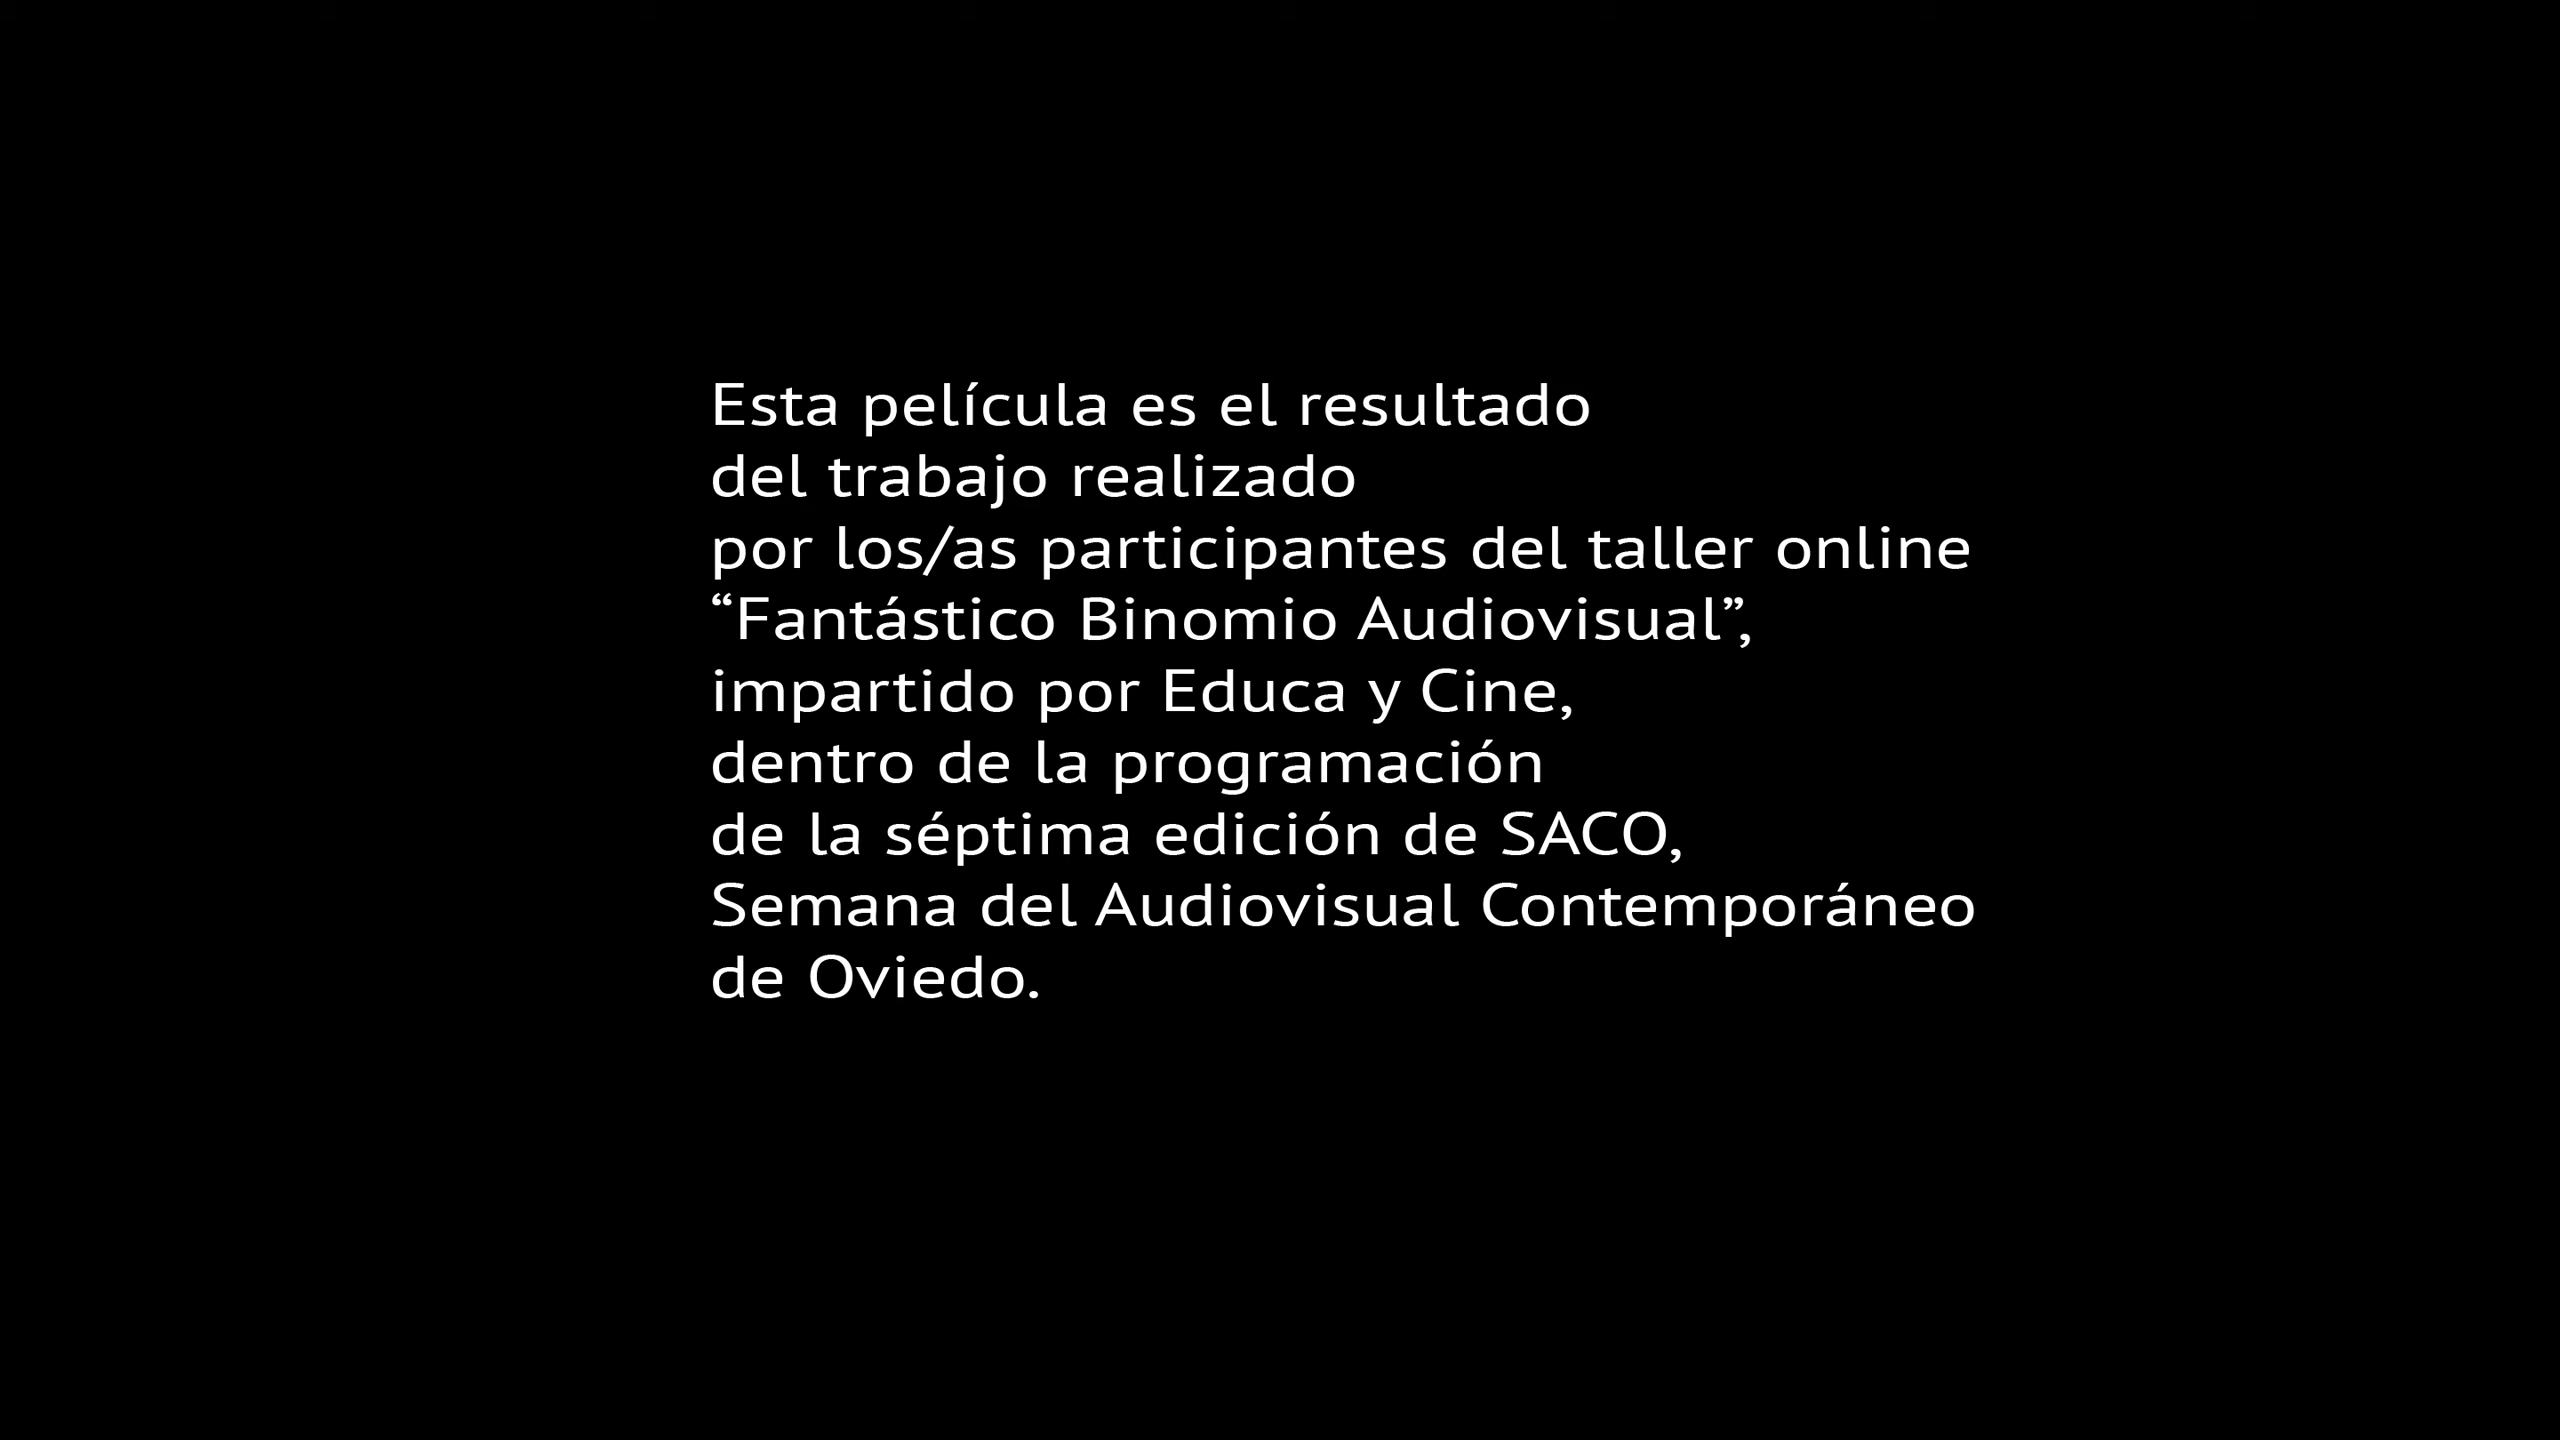 Esta película es el resultado
del trabajo realizado
por los/as participantes del taller online
“Fantástico Binomio Audiovisual”,
impartido por Educa y Cine,
dentro de la programación
de la séptima edición de SACO,
Semana del Audiovisual Contemporáneo
de Oviedo.